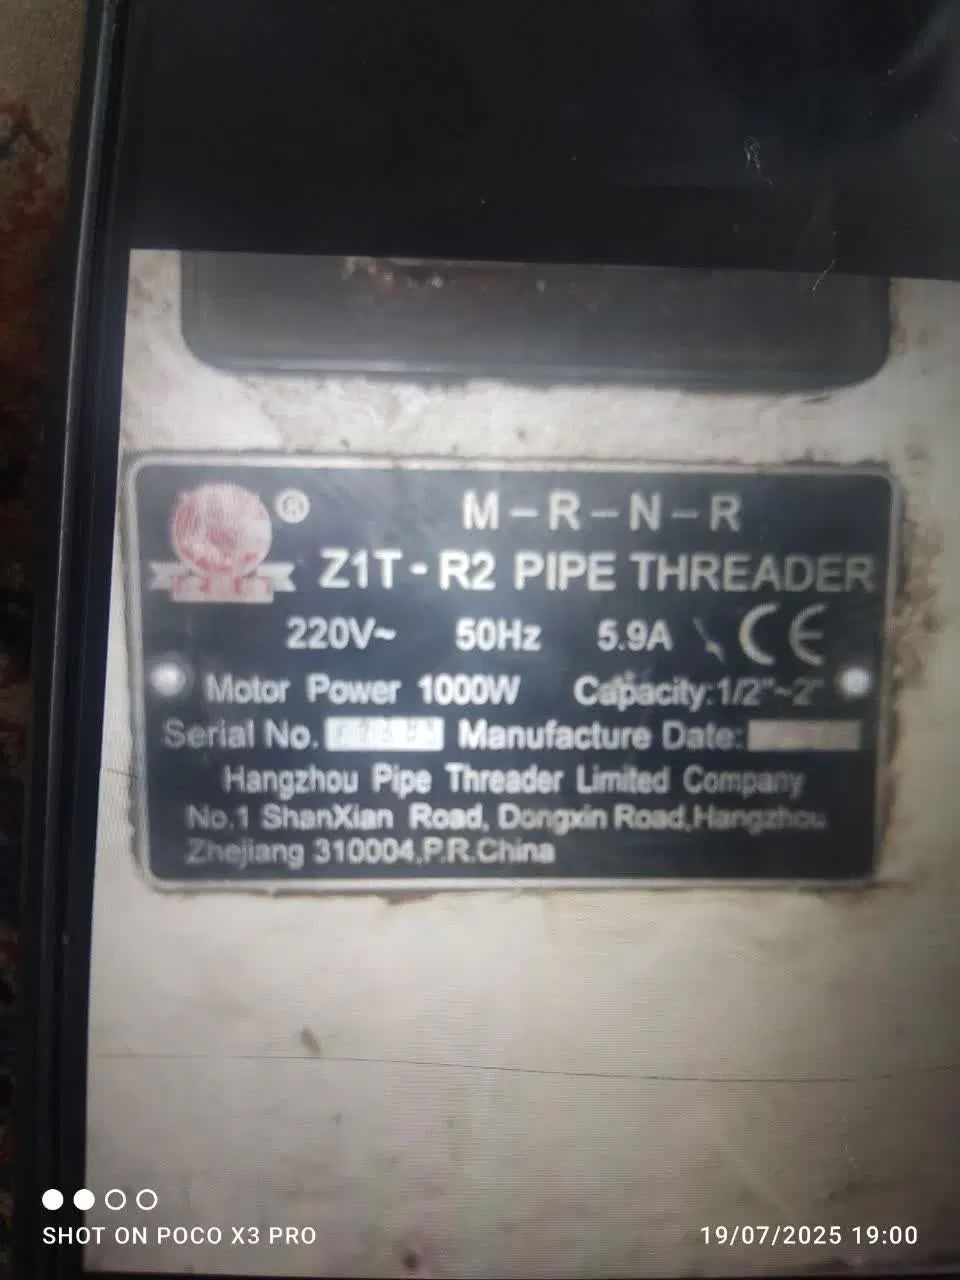 ®
M-R-N-R
Z1T-R2 PIPE THREADER
220V~ 50Hz 5.9A CE
Motor Power 1000W Capacity:1/2"~2"
Serial No. Manufacture Date:
Hangzhou Pipe Threader Limited Company
No.1 ShanXian Road, Dongxin Road,Hangzhou
Zhejiang 310004,P.R.China
SHOT ON POCO X3 PRO
19/07/2025 19:00